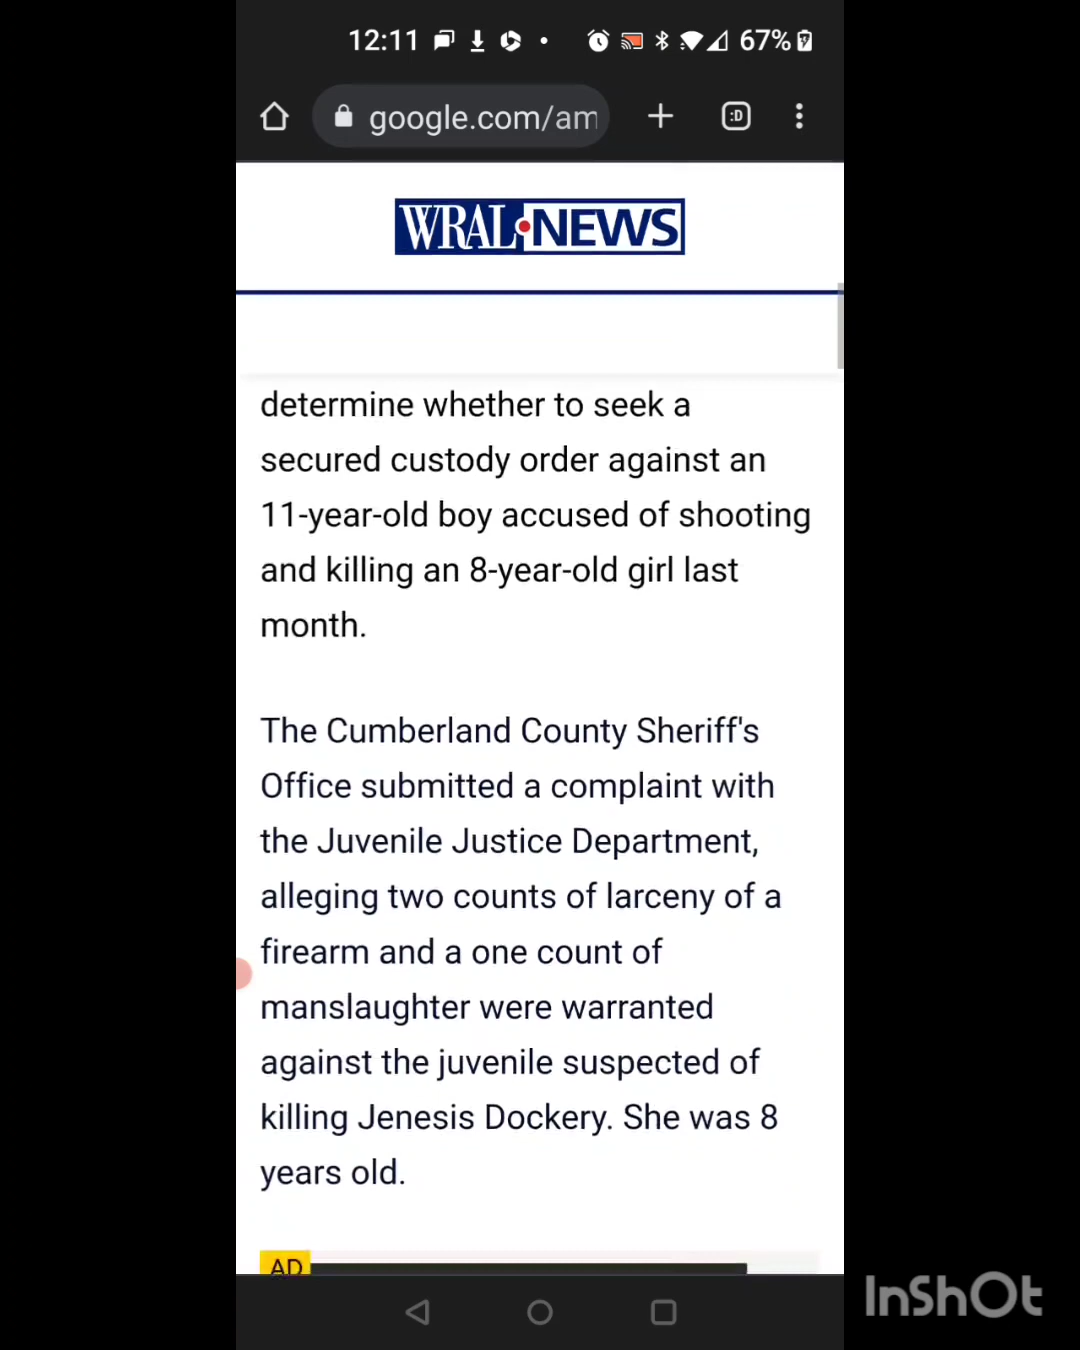 12:11 67%
google.com/am :D
WRAL NEWS
determine whether to seek a
secured custody order against an
11-year-old boy accused of shooting
and killing an 8-year-old girl last
month.
The Cumberland County Sheriff's
Office submitted a complaint with
the Juvenile Justice Department,
alleging two counts of larceny of a
firearm and a one count of
manslaughter were warranted
against the juvenile suspected of
killing Jenesis Dockery. She was 8
years old.
AD
InShOt